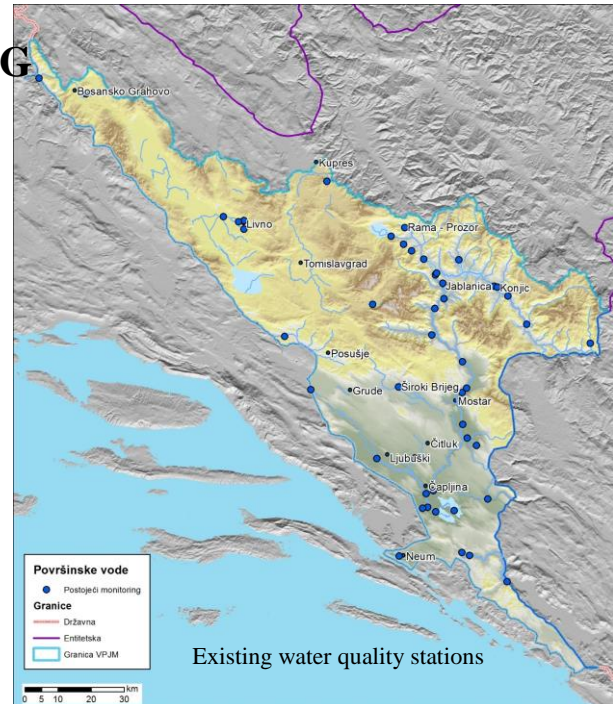 G
Bosansko Grahovo
Kupres
Rama - Prozor
Livno
Tomislavgrad
Jablanica
Konjic
Posušje
Grude
Široki Brijeg
Mostar
Čitluk
Ljubuški
Čapljina
Neum
Površinske vode
Postojeći monitoring
Granice
Državna
Entitetska
Granica VPJM
Existing water quality stations
km
0 5 10 20 30